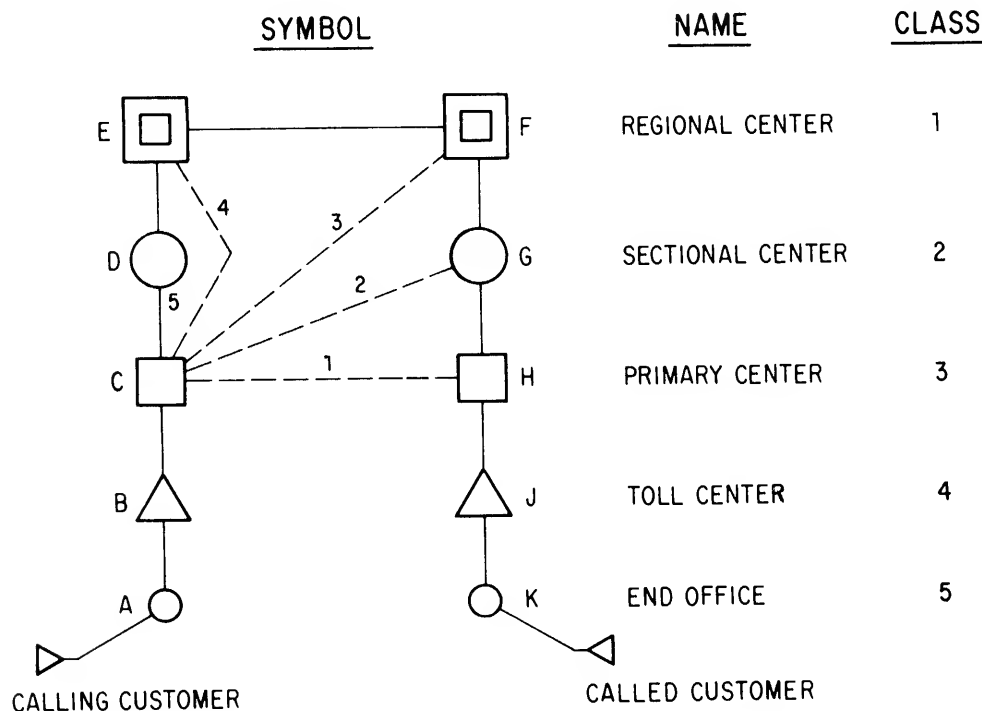 SYMBOL NAME CLASS
E F REGIONAL CENTER 1
4
3
D G SECTIONAL CENTER 2
2
5
1
C H PRIMARY CENTER 3
B J TOLL CENTER 4
A K END OFFICE 5
CALLING CUSTOMER CALLED CUSTOMER